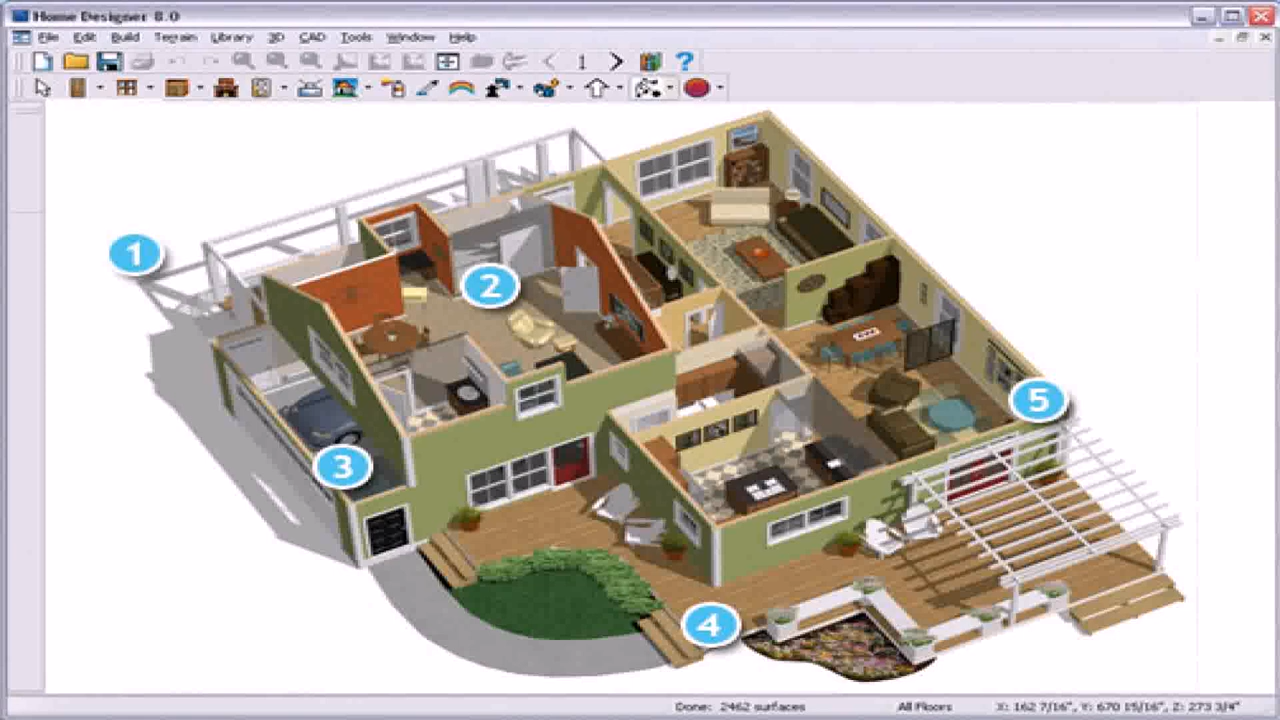 Home Designer 8.0
File Edit Build Terrain Library 3D CAD Tools Window Help
1
1
2
3
4
5
Done: 2462 surfaces All Floors X: 162 7/16", Y: 670 15/16", Z: 273 3/4"